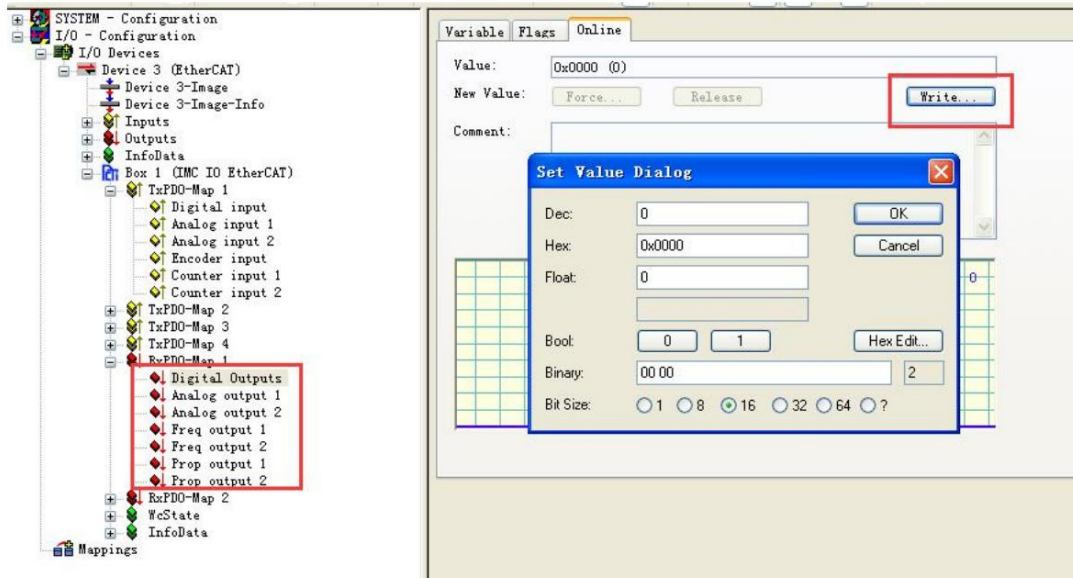 SYSTEM - Configuration
I/O - Configuration
I/O Devices
Device 3 (EtherCAT)
Device 3-Image
Device 3-Image-Info
Inputs
Outputs
InfoData
Box 1 (IMC IO EtherCAT)
TxPDO-Map 1
Digital input
Analog input 1
Analog input 2
Encoder input
Counter input 1
Counter input 2
TxPDO-Map 2
TxPDO-Map 3
TxPDO-Map 4
RxPDO-Map 1
Digital Outputs
Analog output 1
Analog output 2
Freq output 1
Freq output 2
Prop output 1
Prop output 2
RxPDO-Map 2
WcState
InfoData
Mappings
Variable Flags Online
Value: 0x0000 (0)
New Value: Force... Release Write...
Comment:
Set Value Dialog
Dec: 0 OK
Hex: 0x0000 Cancel
Float: 0
0
Bool: 0 1 Hex Edit...
Binary: 00 00 2
Bit Size: 1 8 16 32 64 ?